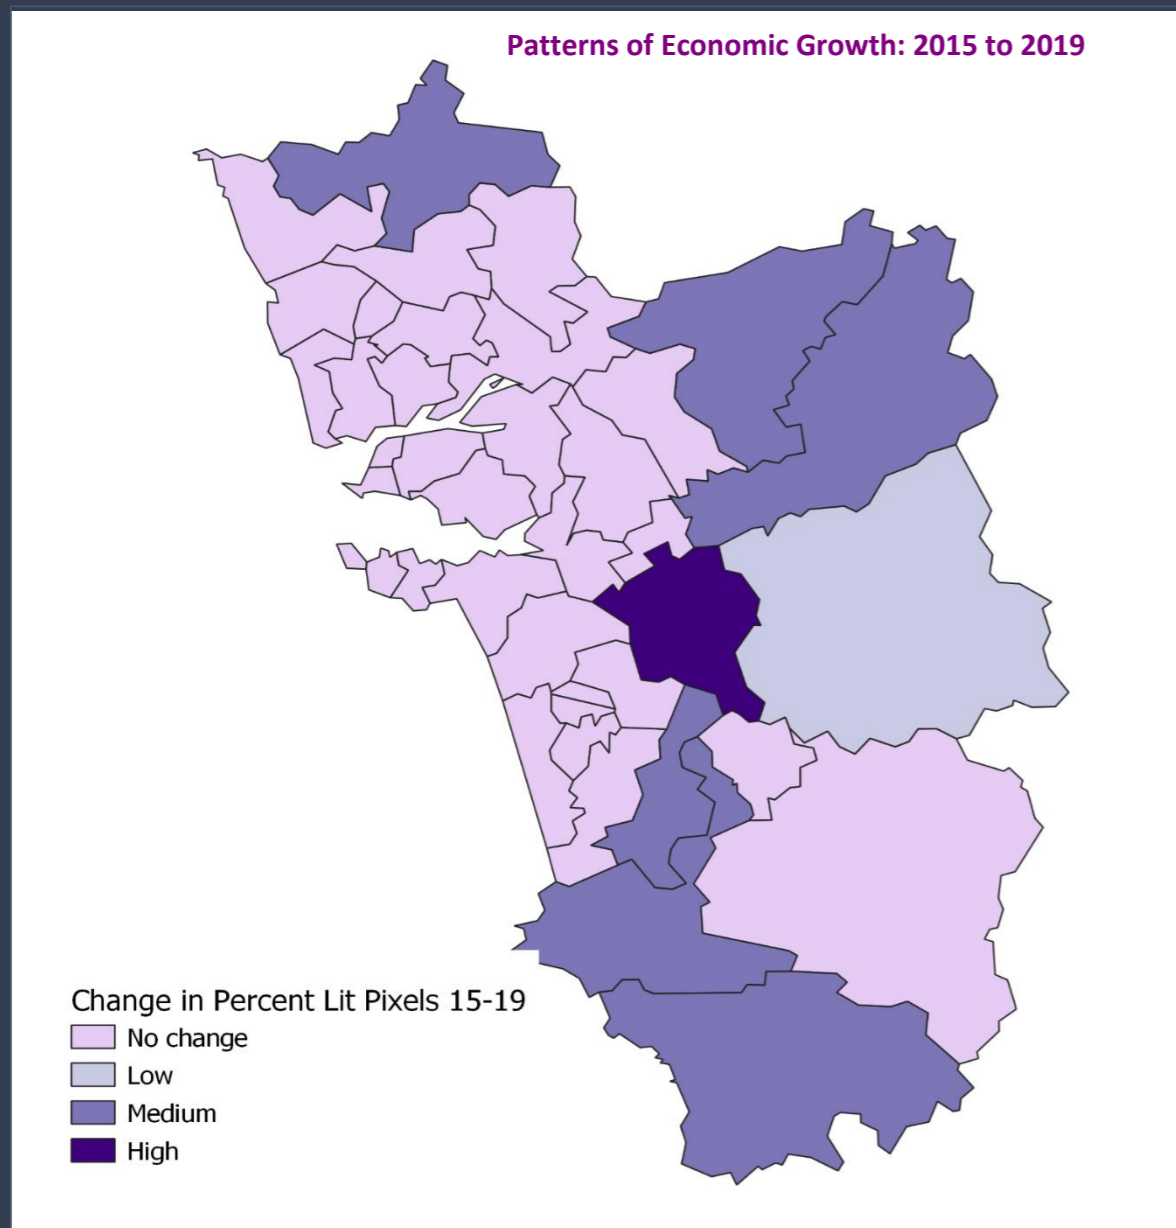 Patterns of Economic Growth: 2015 to 2019
Change in Percent Lit Pixels 15-19
No change
Low
Medium
High